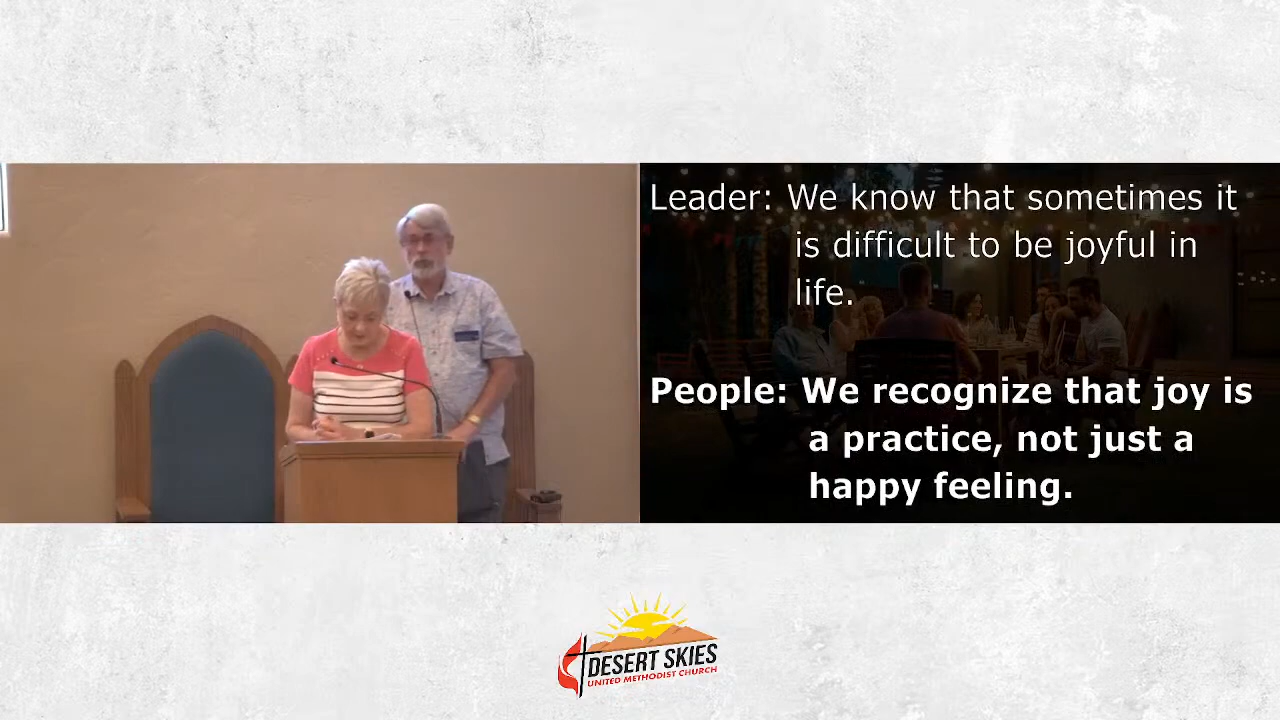 Leader: We know that sometimes it
is difficult to be joyful in
life.
People: We recognize that joy is
a practice, not just a
happy feeling.
DESERT SKIES
UNITED METHODIST CHURCH